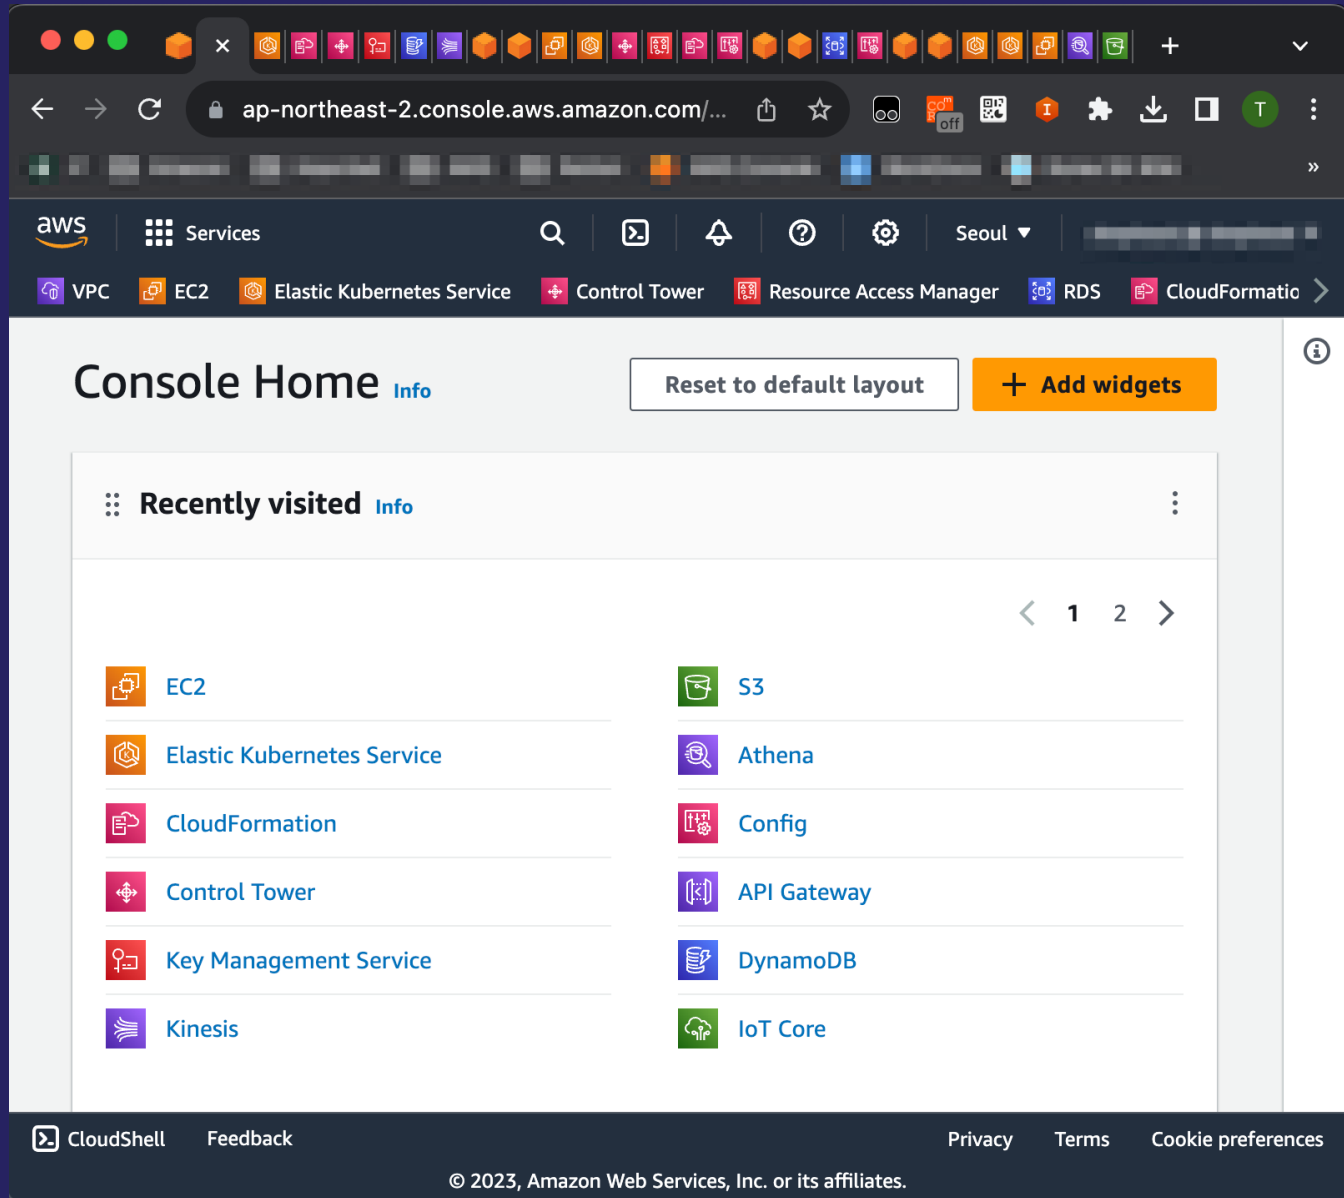 ap-northeast-2.console.aws.amazon.com/...
com
off
I
T
aws
Services
Seoul
VPC
EC2
Elastic Kubernetes Service
Control Tower
Resource Access Manager
RDS
CloudFormatio
Console Home Info
Reset to default layout
+ Add widgets
Recently visited Info
1 2
EC2
S3
Elastic Kubernetes Service
Athena
CloudFormation
Config
Control Tower
API Gateway
Key Management Service
DynamoDB
Kinesis
IoT Core
CloudShell
Feedback
Privacy
Terms
Cookie preferences
© 2023, Amazon Web Services, Inc. or its affiliates.